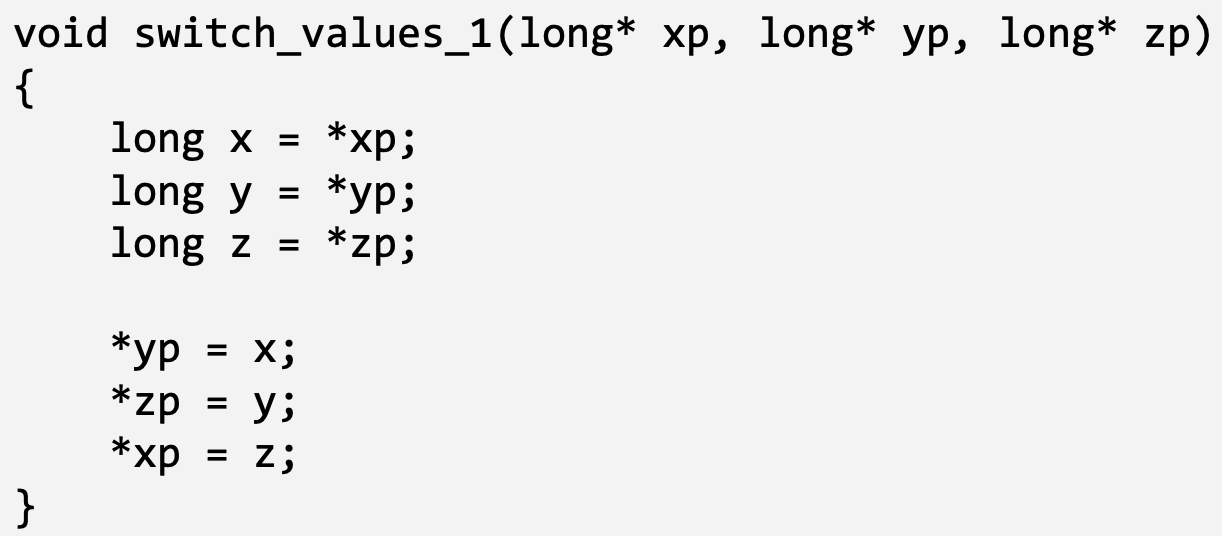 void switch_values_1(long* xp, long* yp, long* zp)
{
    long x = *xp;
    long y = *yp;
    long z = *zp;

    *yp = x;
    *zp = y;
    *xp = z;
}